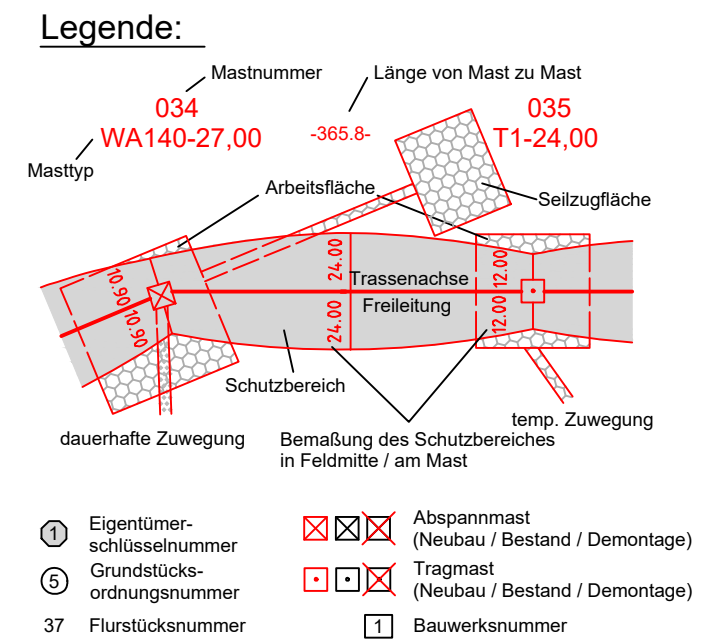 Legende:
Mastnummer
Länge von Mast zu Mast
034
035
WA140-27,00
-365.8-
T1-24,00
Masttyp
Arbeitsfläche
Seilzugfläche
10.90
10.90
24.00
24.00
Trassenachse
Freileitung
12.00
12.00
Schutzbereich
dauerhafte Zuwegung
Bemaßung des Schutzbereiches
in Feldmitte / am Mast
temp. Zuwegung
1 Eigentümer-
schlüsselnummer
Abspannmast
(Neubau / Bestand / Demontage)
5 Grundstücks-
ordnungsnummer
Tragmast
(Neubau / Bestand / Demontage)
37 Flurstücksnummer
1 Bauwerksnummer